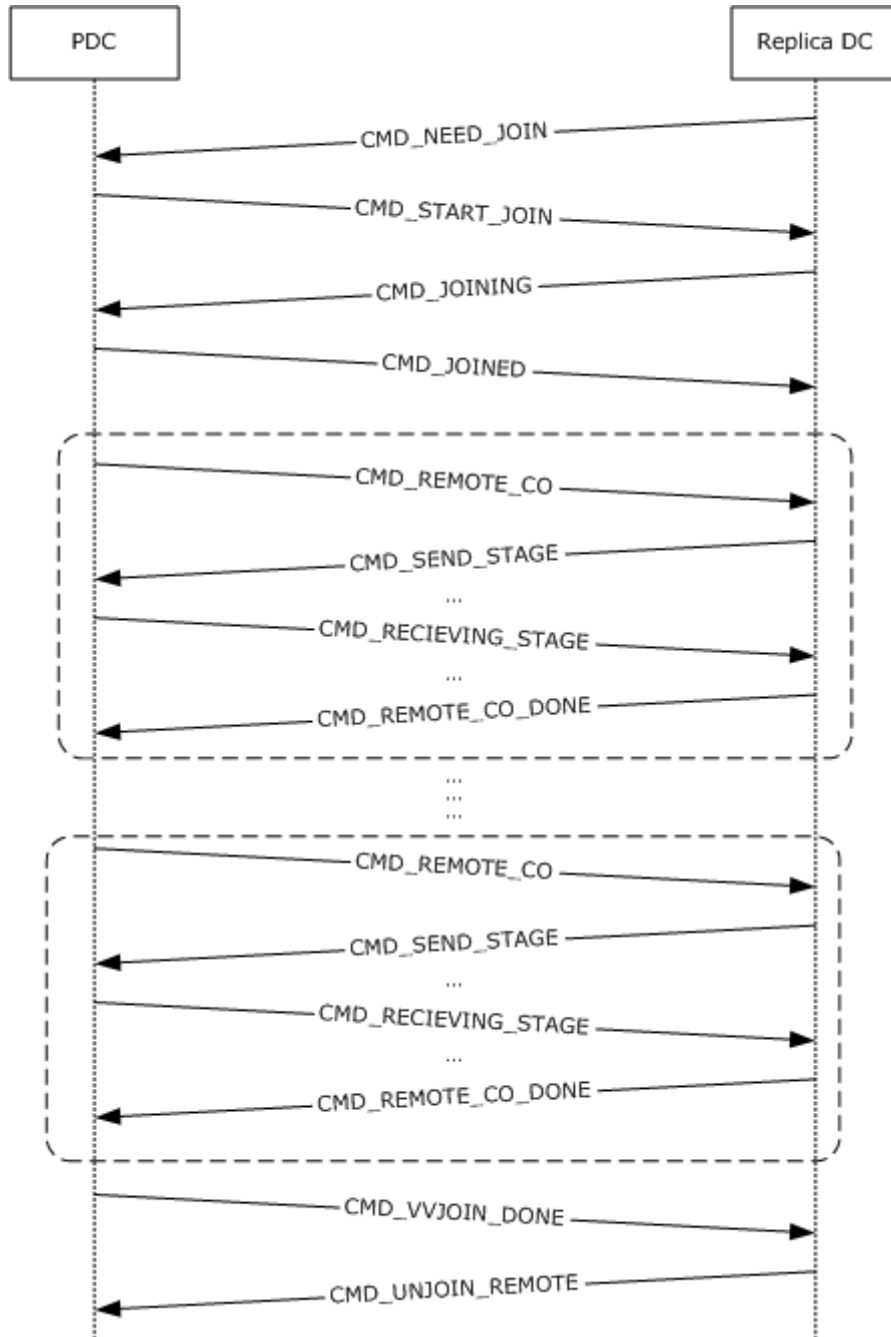 PDC
Replica DC
CMD_NEED_JOIN
CMD_START_JOIN
CMD_JOINING
CMD_JOINED
CMD_REMOTE_CO
CMD_SEND_STAGE
...
CMD_RECIEVING_STAGE
...
CMD_REMOTE_CO_DONE
...
...
...
CMD_REMOTE_CO
CMD_SEND_STAGE
...
CMD_RECIEVING_STAGE
...
CMD_REMOTE_CO_DONE
CMD_VVJOIN_DONE
CMD_UNJOIN_REMOTE